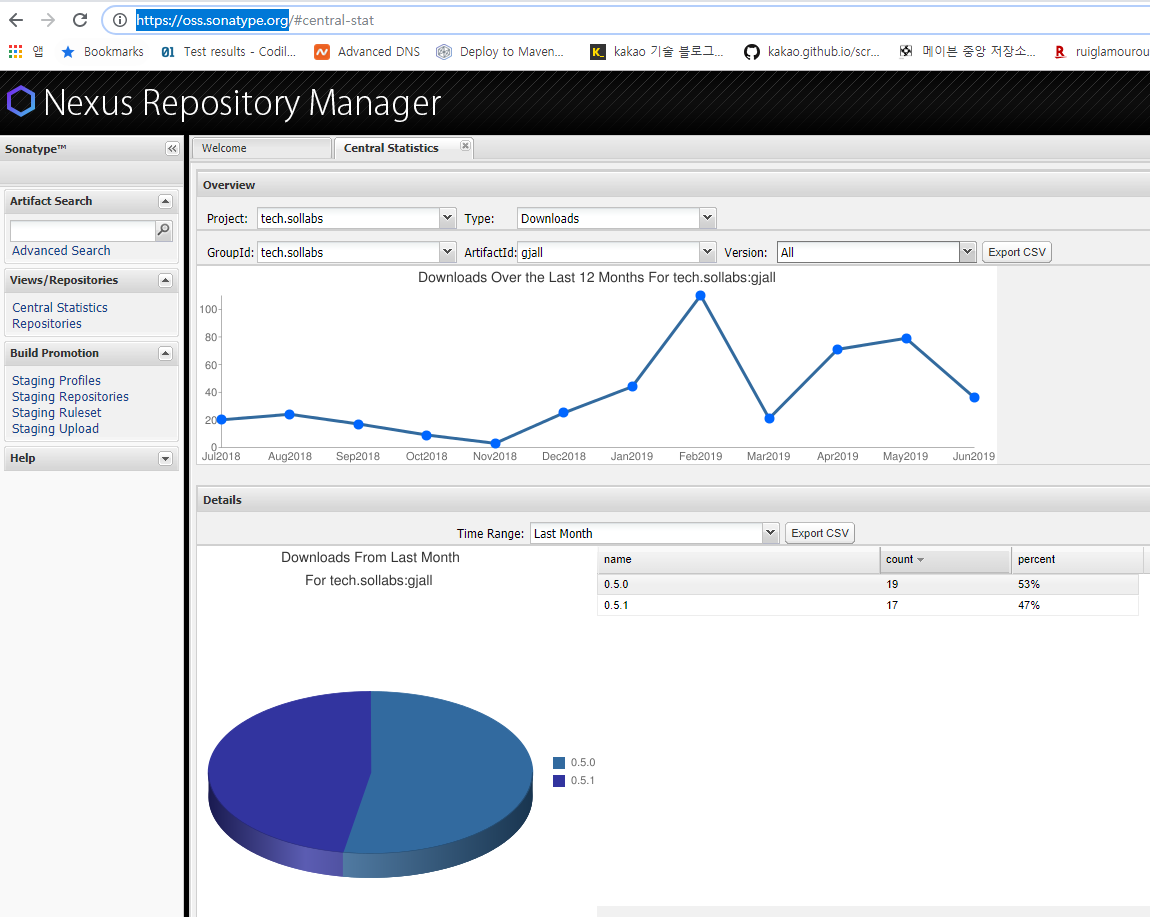 https://oss.sonatype.org/#central-stat
앱 Bookmarks 01 Test results - Codil... Advanced DNS Deploy to Maven... K kakao 기술 블로그... kakao.github.io/scr... 메이븐 중앙 저장소... R ruiglamourou
Nexus Repository Manager
Sonatype™
Artifact Search
Advanced Search
Views/Repositories
Central Statistics
Repositories
Build Promotion
Staging Profiles
Staging Repositories
Staging Ruleset
Staging Upload
Help
Welcome Central Statistics
Overview
Project: tech.sollabs Type: Downloads
GroupId: tech.sollabs ArtifactId: gjall Version: All Export CSV
Downloads Over the Last 12 Months For tech.sollabs:gjall
100
80
60
40
20
0
Jul2018 Aug2018 Sep2018 Oct2018 Nov2018 Dec2018 Jan2019 Feb2019 Mar2019 Apr2019 May2019 Jun2019
Details
Time Range: Last Month Export CSV
Downloads From Last Month
For tech.sollabs:gjall
0.5.0
0.5.1
name count percent
0.5.0 19 53%
0.5.1 17 47%